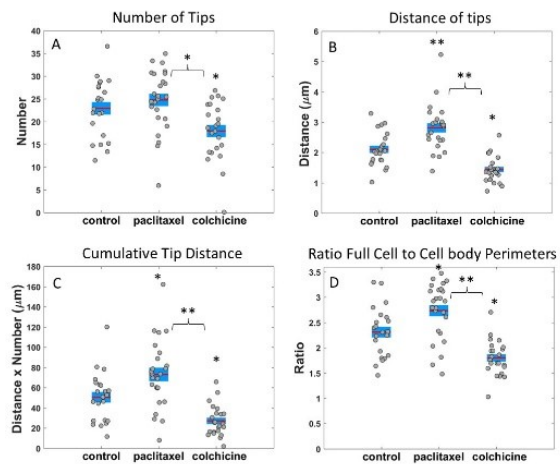 Number of Tips
A
*
*
Number
40
35
30
25
20
15
10
5
0
control paclitaxel colchicine
Distance of tips
B
**
**
*
Distance (μm)
6
5
4
3
2
1
0
control paclitaxel colchicine
Cumulative Tip Distance
C
*
**
*
Distance x Number (μm)
180
160
140
120
100
80
60
40
20
0
control paclitaxel colchicine
Ratio Full Cell to Cell body Perimeters
D
*
**
*
Ratio
3.5
3
2.5
2
1.5
1
0.5
0
control paclitaxel colchicine